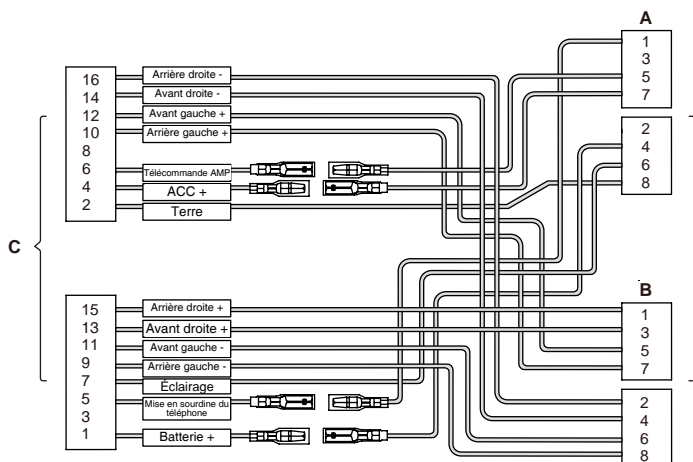 A
1
3
5
7
2
4
6
8
16 Arrière droite -
14 Avant droite -
12 Avant gauche +
10 Arrière gauche +
8
6 Télécommande AMP
4 ACC +
2 Terre
C
15 Arrière droite +
13 Avant droite +
11 Avant gauche -
9 Arrière gauche -
7 Éclairage
5 Mise en sourdine du
téléphone
3
1 Batterie +
B
1
3
5
7
2
4
6
8